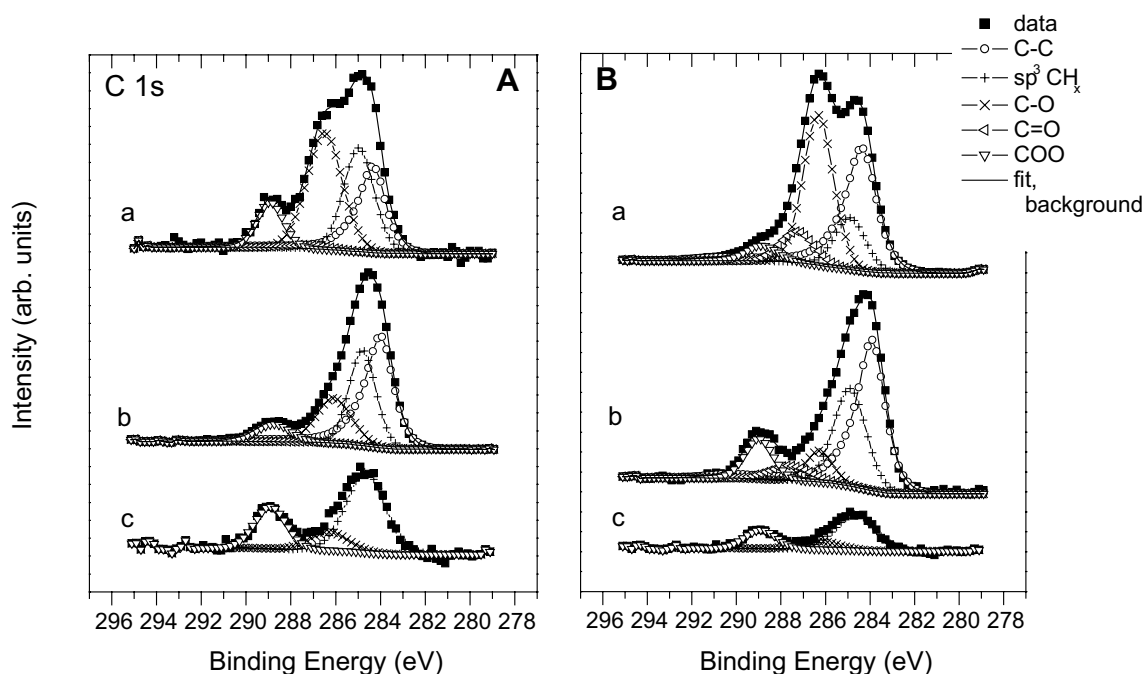 C 1s
A
a
b
c
296 294 292 290 288 286 284 282 280 278
Binding Energy (eV)
Intensity (arb. units)
B
a
b
c
296 294 292 290 288 286 284 282 280 278
Binding Energy (eV)
data
C-C
sp³ CHₓ
C-O
C=O
COO
fit,
background